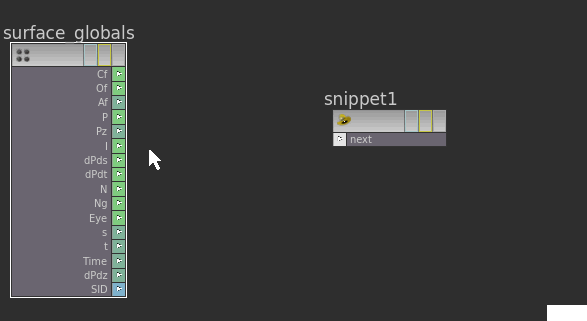 surface_globals
Cf
Of
Af
P
Pz
I
dPds
dPdt
N
Ng
Eye
s
t
Time
dPdz
SID
snippet1
next